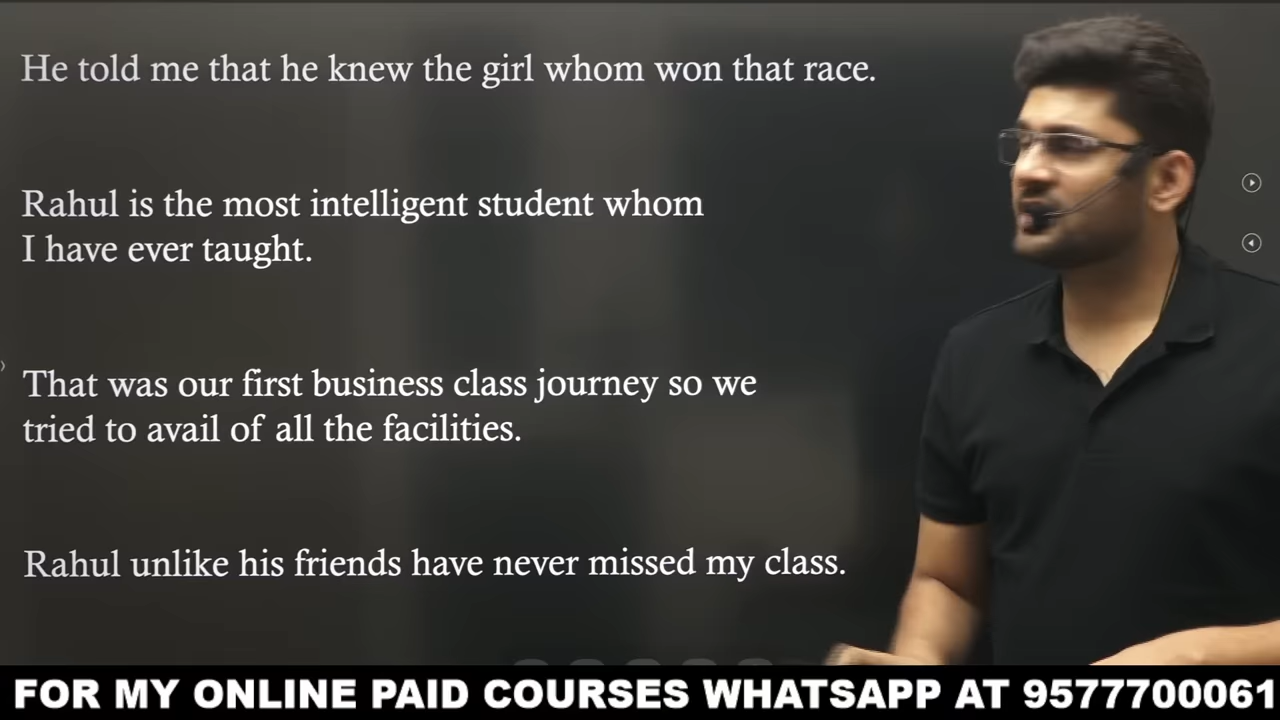 He told me that he knew the girl whom won that race.
Rahul is the most intelligent student whom
I have ever taught.
That was our first business class journey so we
tried to avail of all the facilities.
Rahul unlike his friends have never missed my class.
FOR MY ONLINE PAID COURSES WHATSAPP AT 9577700061